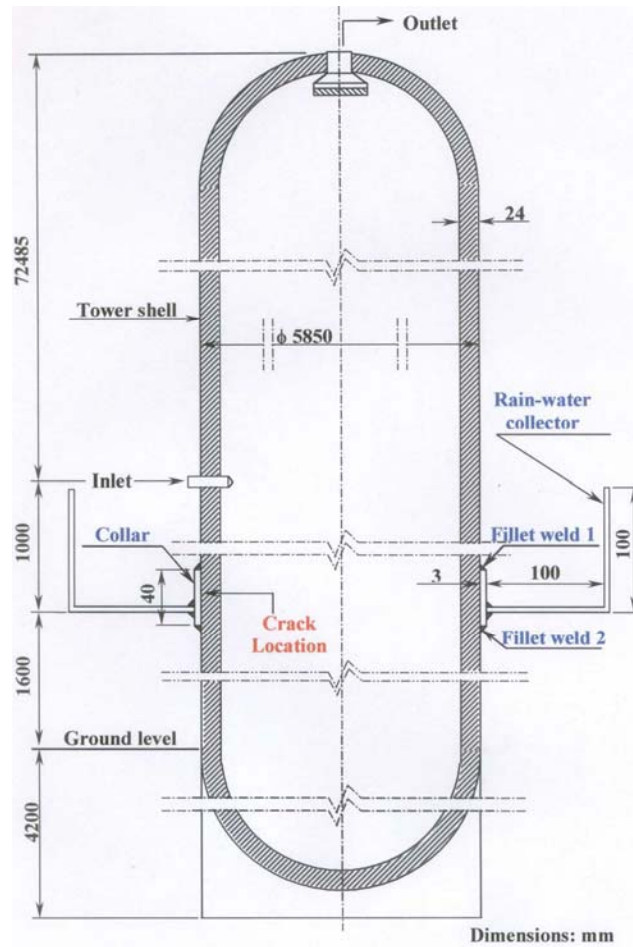 Outlet
72485
24
Tower shell
ϕ 5850
Rain-water
collector
Inlet
1000
Collar
Fillet weld 1
40
3
100
100
Crack
Location
Fillet weld 2
1600
Ground level
4200
Dimensions: mm